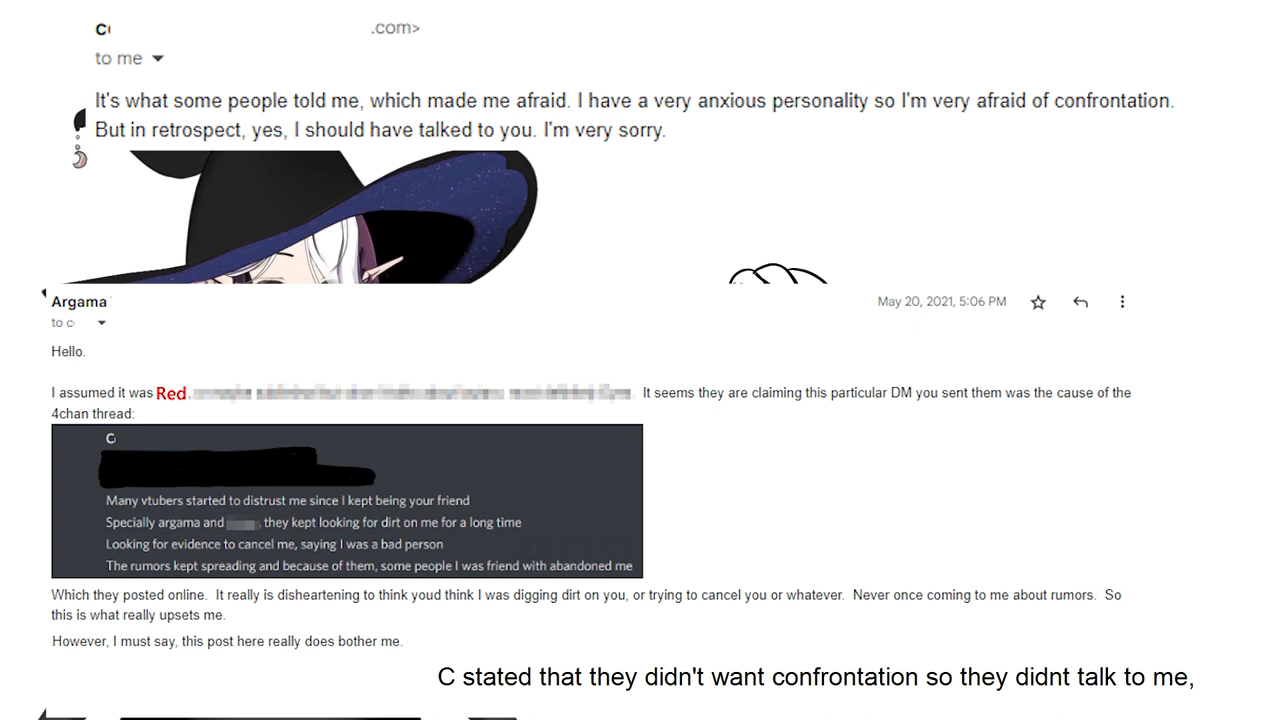 .com>
to me
It's what some people told me, which made me afraid. I have a very anxious personality so I'm very afraid of confrontation.
But in retrospect, yes, I should have talked to you. I'm very sorry.
Argama
May 20, 2021, 5:06 PM
to c
Hello.
I assumed it was Red. It seems they are claiming this particular DM you sent them was the cause of the
4chan thread:
C
Many vtubers started to distrust me since I kept being your friend
Specially argama and , they kept looking for dirt on me for a long time
Looking for evidence to cancel me, saying I was a bad person
The rumors kept spreading and because of them, some people I was friend with abandoned me
Which they posted online. It really is disheartening to think youd think I was digging dirt on you, or trying to cancel you or whatever. Never once coming to me about rumors. So
this is what really upsets me.
However, I must say, this post here really does bother me.
C stated that they didn't want confrontation so they didnt talk to me,